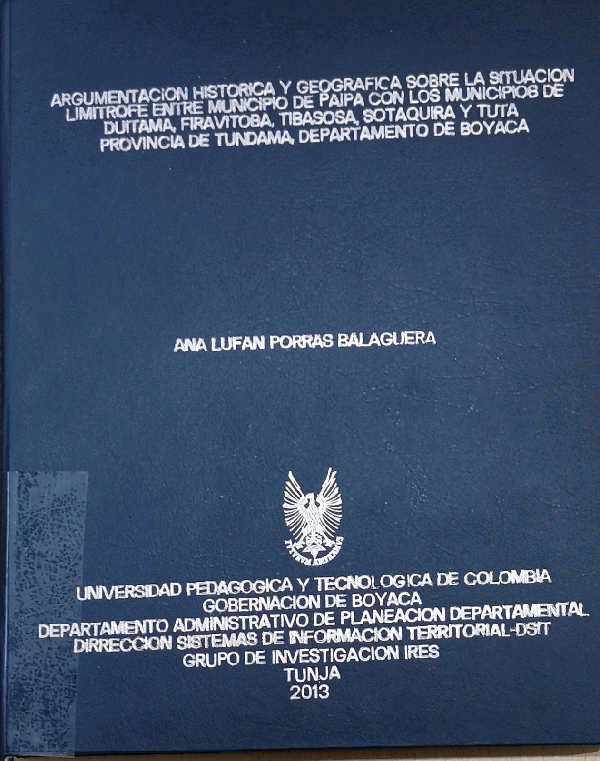 ARGUMENTACION HISTORICA Y GEOGRAFICA SOBRE LA SITUACION
LIMITROFE ENTRE MUNICIPIO DE PAIPA CON LOS MUNICIPIOS DE
DUITAMA, FIRAVITOBA, TIBASOSA, SOTAQUIRA Y TUTA
PROVINCIA DE TUNDAMA, DEPARTAMENTO DE BOYACA
ANA LUFAN PORRAS BALAGUERA
UNIVERSIDAD PEDAGOGICA Y TECNOLOGICA DE COLOMBIA
GOBERNACION DE BOYACA
DEPARTAMENTO ADMINISTRATIVO DE PLANEACION DEPARTAMENTAL
DIRRECCION SISTEMAS DE INFORMACION TERRITORIAL-DSIT
GRUPO DE INVESTIGACION IRES
TUNJA
2013